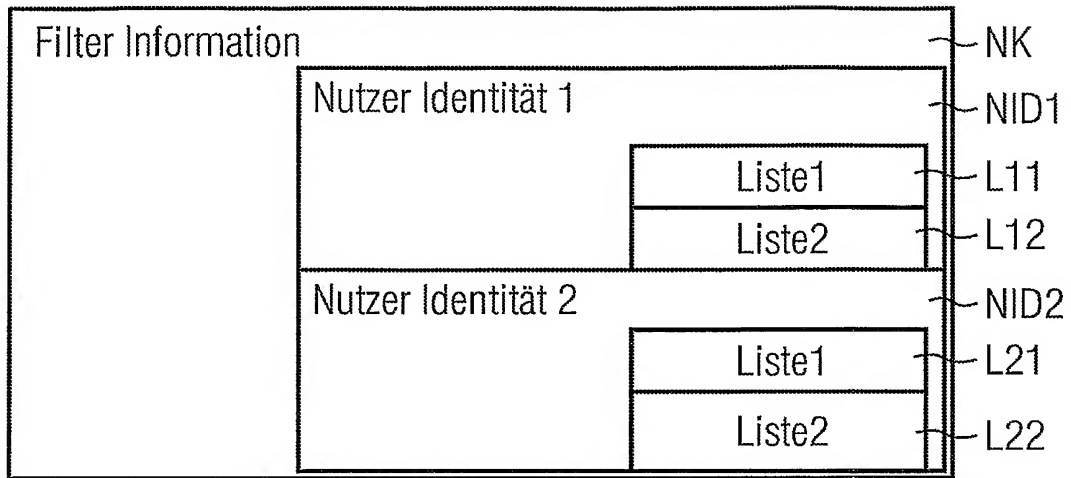 Filter Information NK
Nutzer Identität 1 NID1
Liste1 L11
Liste2 L12
Nutzer Identität 2 NID2
Liste1 L21
Liste2 L22